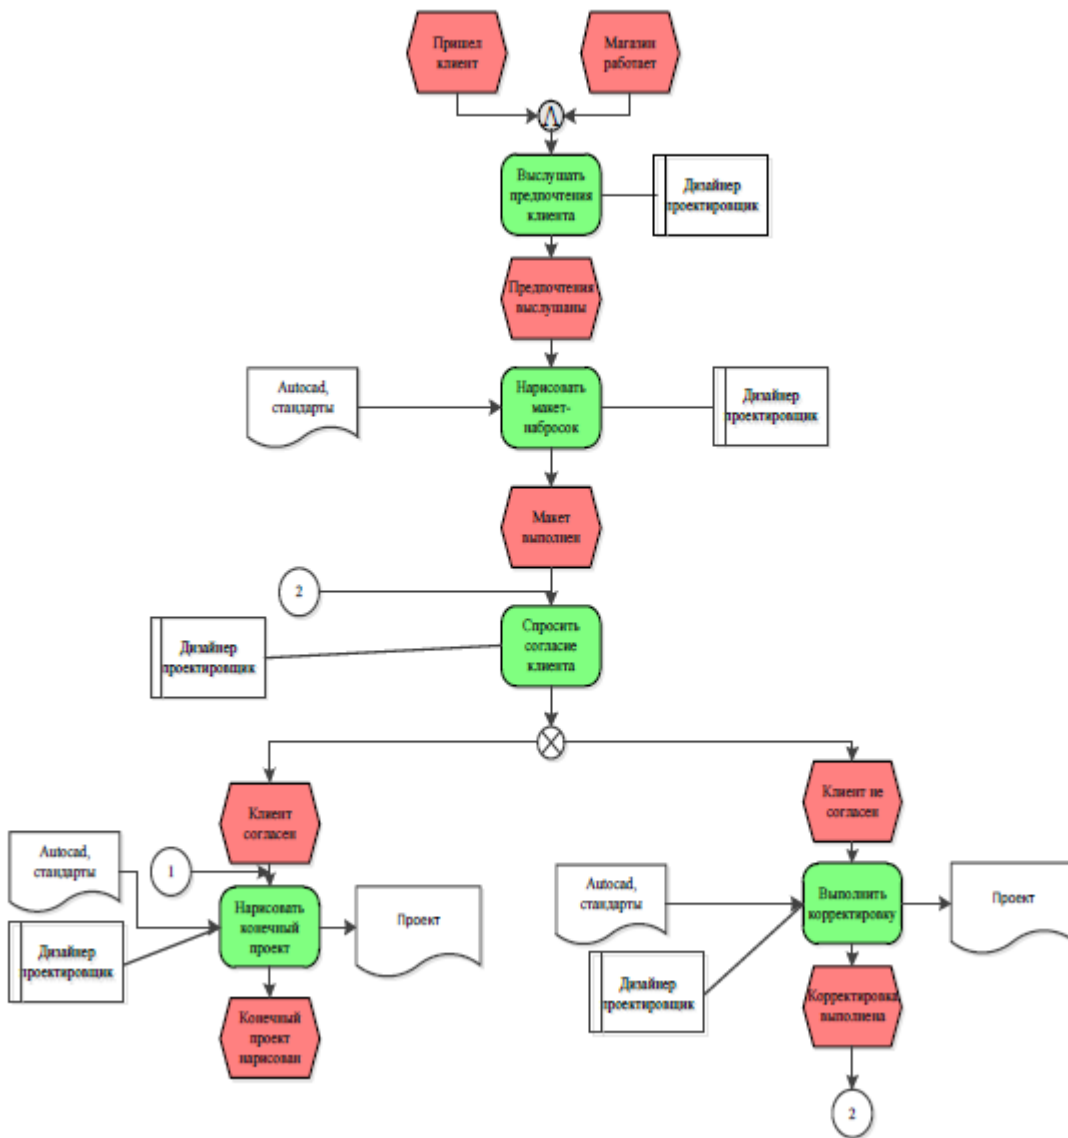 Пришел
клиент
Магазин
работает
Λ
Выслушать
предпочтения
клиента
Дизайнер
проектировщик
Предпочтения
выслушаны
Autocad,
стандарты
Нарисовать
макет-
набросок
Дизайнер
проектировщик
Макет
выполнен
2
Спросить
согласие
клиента
Дизайнер
проектировщик
Клиент
согласен
Клиент не
согласен
Autocad,
стандарты
1
Нарисовать
конечный
проект
Проект
Дизайнер
проектировщик
Autocad,
стандарты
Выполнить
корректировку
Проект
Дизайнер
проектировщик
Конечный
проект
нарисован
Корректировка
выполнена
2